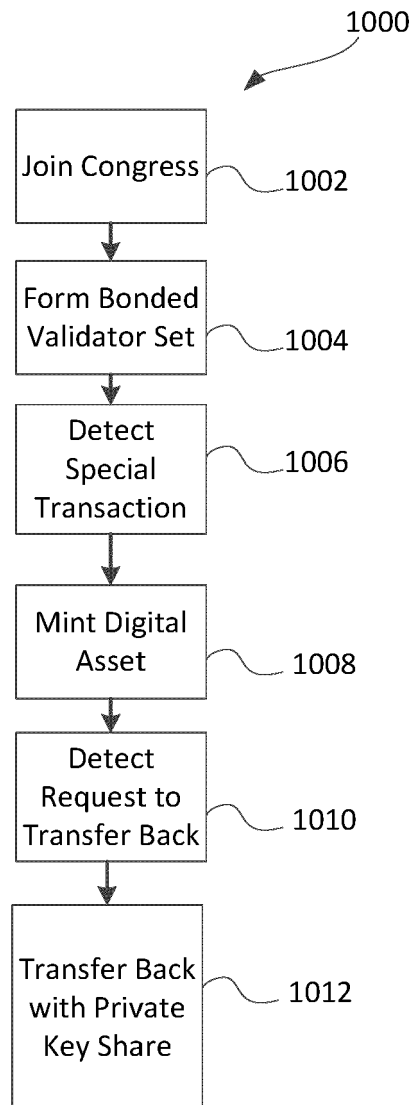 1000
Join Congress
1002
Form Bonded
Validator Set
1004
Detect
Special
Transaction
1006
Mint Digital
Asset
1008
Detect
Request to
Transfer Back
1010
Transfer Back
with Private
Key Share
1012